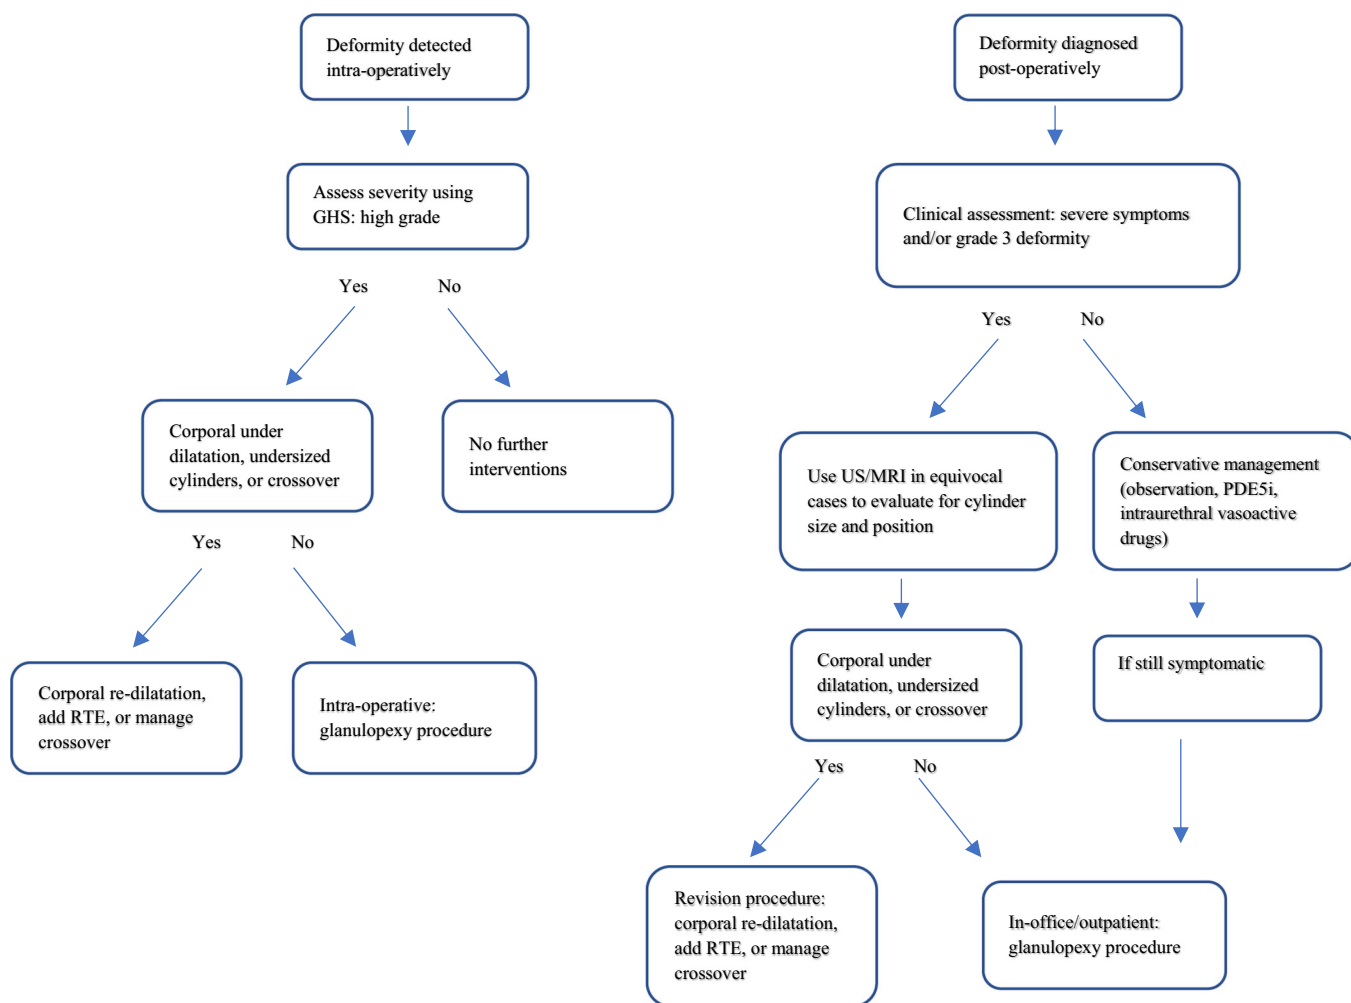 Deformity detected
intra-operatively
Assess severity using
GHS: high grade
Yes
No
Corporal under
dilatation, undersized
cylinders, or crossover
No further
interventions
Yes
No
Corporal re-dilatation,
add RTE, or manage
crossover
Intra-operative:
glanulopexy procedure
Deformity diagnosed
post-operatively
Clinical assessment: severe symptoms
and/or grade 3 deformity
Yes
No
Use US/MRI in equivocal
cases to evaluate for cylinder
size and position
Conservative management
(observation, PDE5i,
intraurethral vasoactive
drugs)
Corporal under
dilatation, undersized
cylinders, or crossover
If still symptomatic
Yes
No
Revision procedure:
corporal re-dilatation,
add RTE, or manage
crossover
In-office/outpatient:
glanulopexy procedure